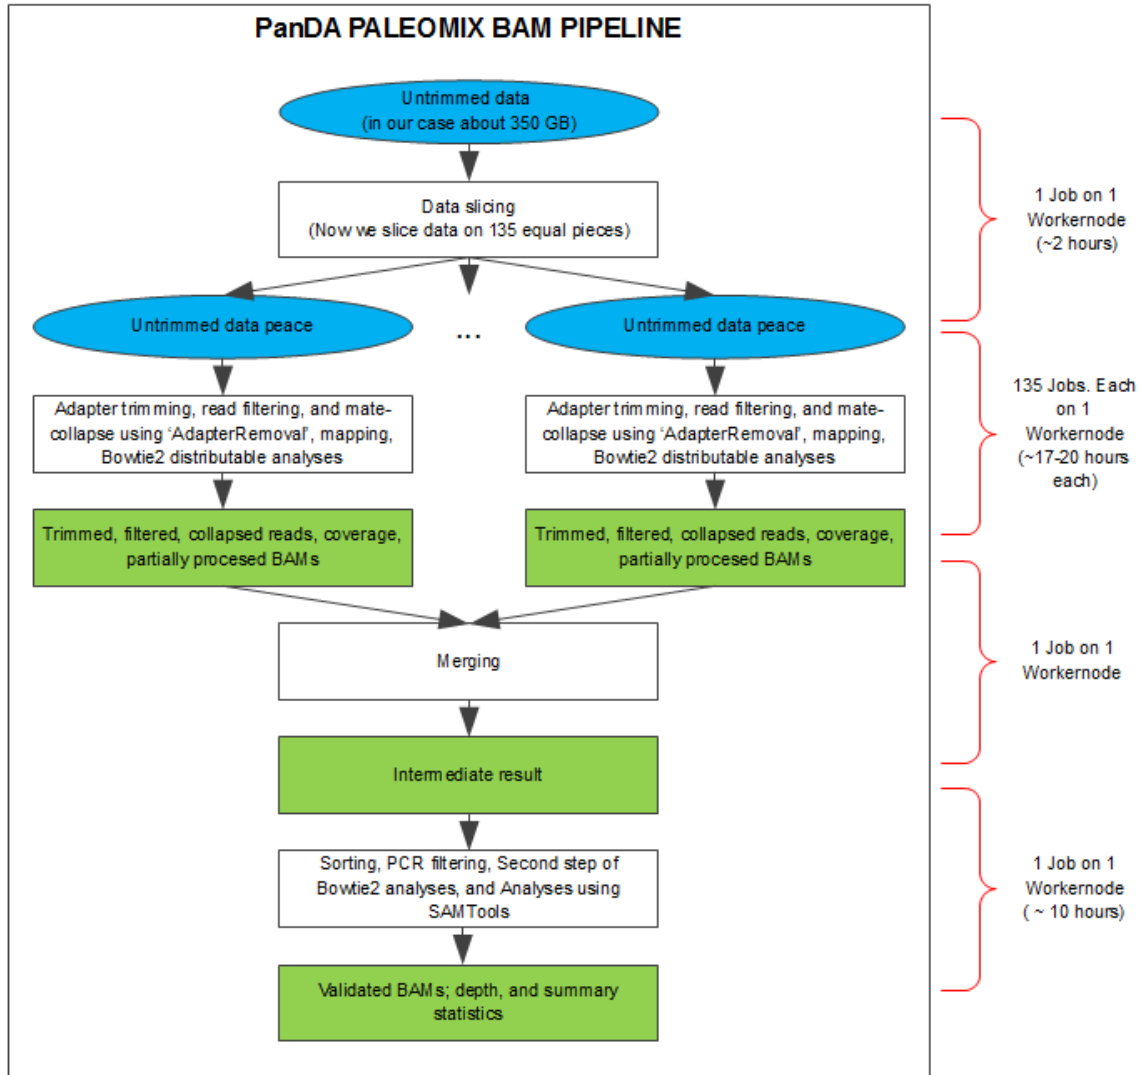 PanDA PALEOMIX BAM PIPELINE
Untrimmed data
(in our case about 350 GB)
Data slicing
(Now we slice data on 135 equal pieces)
1 Job on 1
Workernode
(~2 hours)
Untrimmed data peace
...
Untrimmed data peace
Adapter trimming, read filtering, and mate-
collapse using ‘AdapterRemoval’, mapping,
Bowtie2 distributable analyses
Adapter trimming, read filtering, and mate-
collapse using ‘AdapterRemoval’, mapping,
Bowtie2 distributable analyses
135 Jobs. Each
on 1
Workernode
(~17-20 hours
each)
Trimmed, filtered, collapsed reads, coverage,
partially procesed BAMs
Trimmed, filtered, collapsed reads, coverage,
partially procesed BAMs
Merging
1 Job on 1
Workernode
Intermediate result
Sorting, PCR filtering, Second step of
Bowtie2 analyses, and Analyses using
SAMTools
1 Job on 1
Workernode
( ~ 10 hours)
Validated BAMs; depth, and summary
statistics